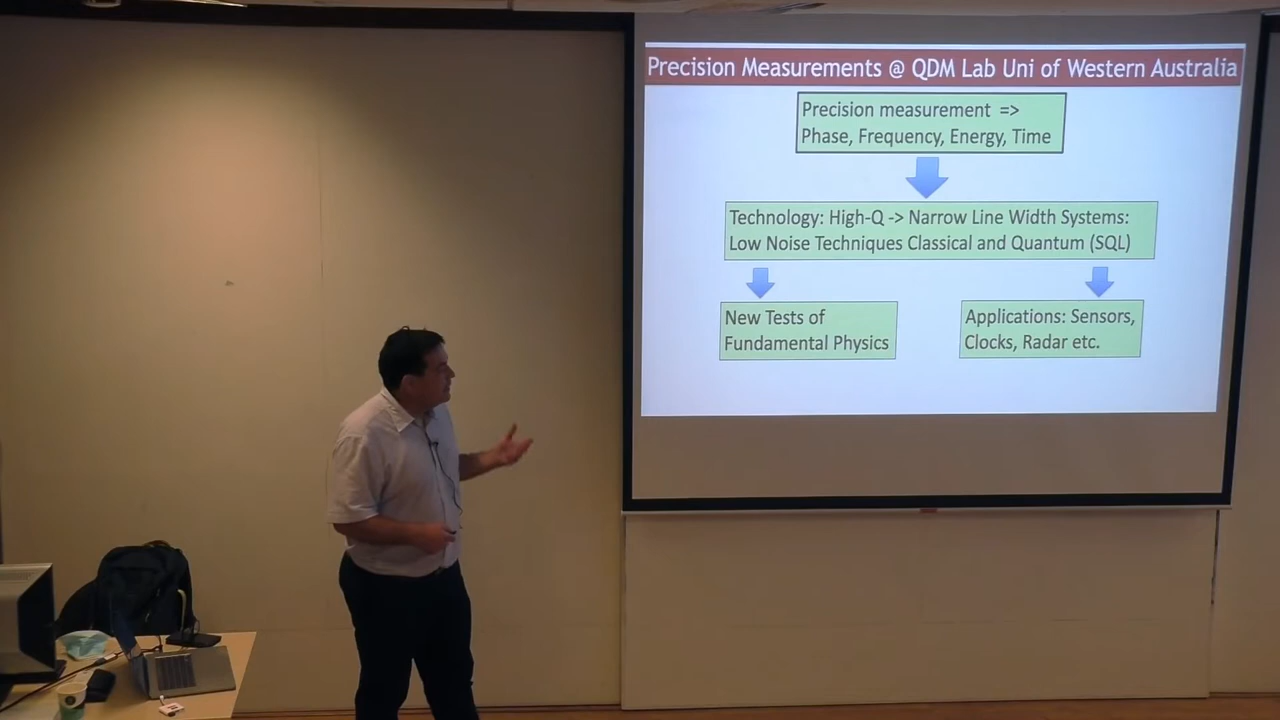 Precision Measurements @ QDM Lab Uni of Western Australia
Precision measurement =>
Phase, Frequency, Energy, Time
Technology: High-Q -> Narrow Line Width Systems:
Low Noise Techniques Classical and Quantum (SQL)
New Tests of
Fundamental Physics
Applications: Sensors,
Clocks, Radar etc.